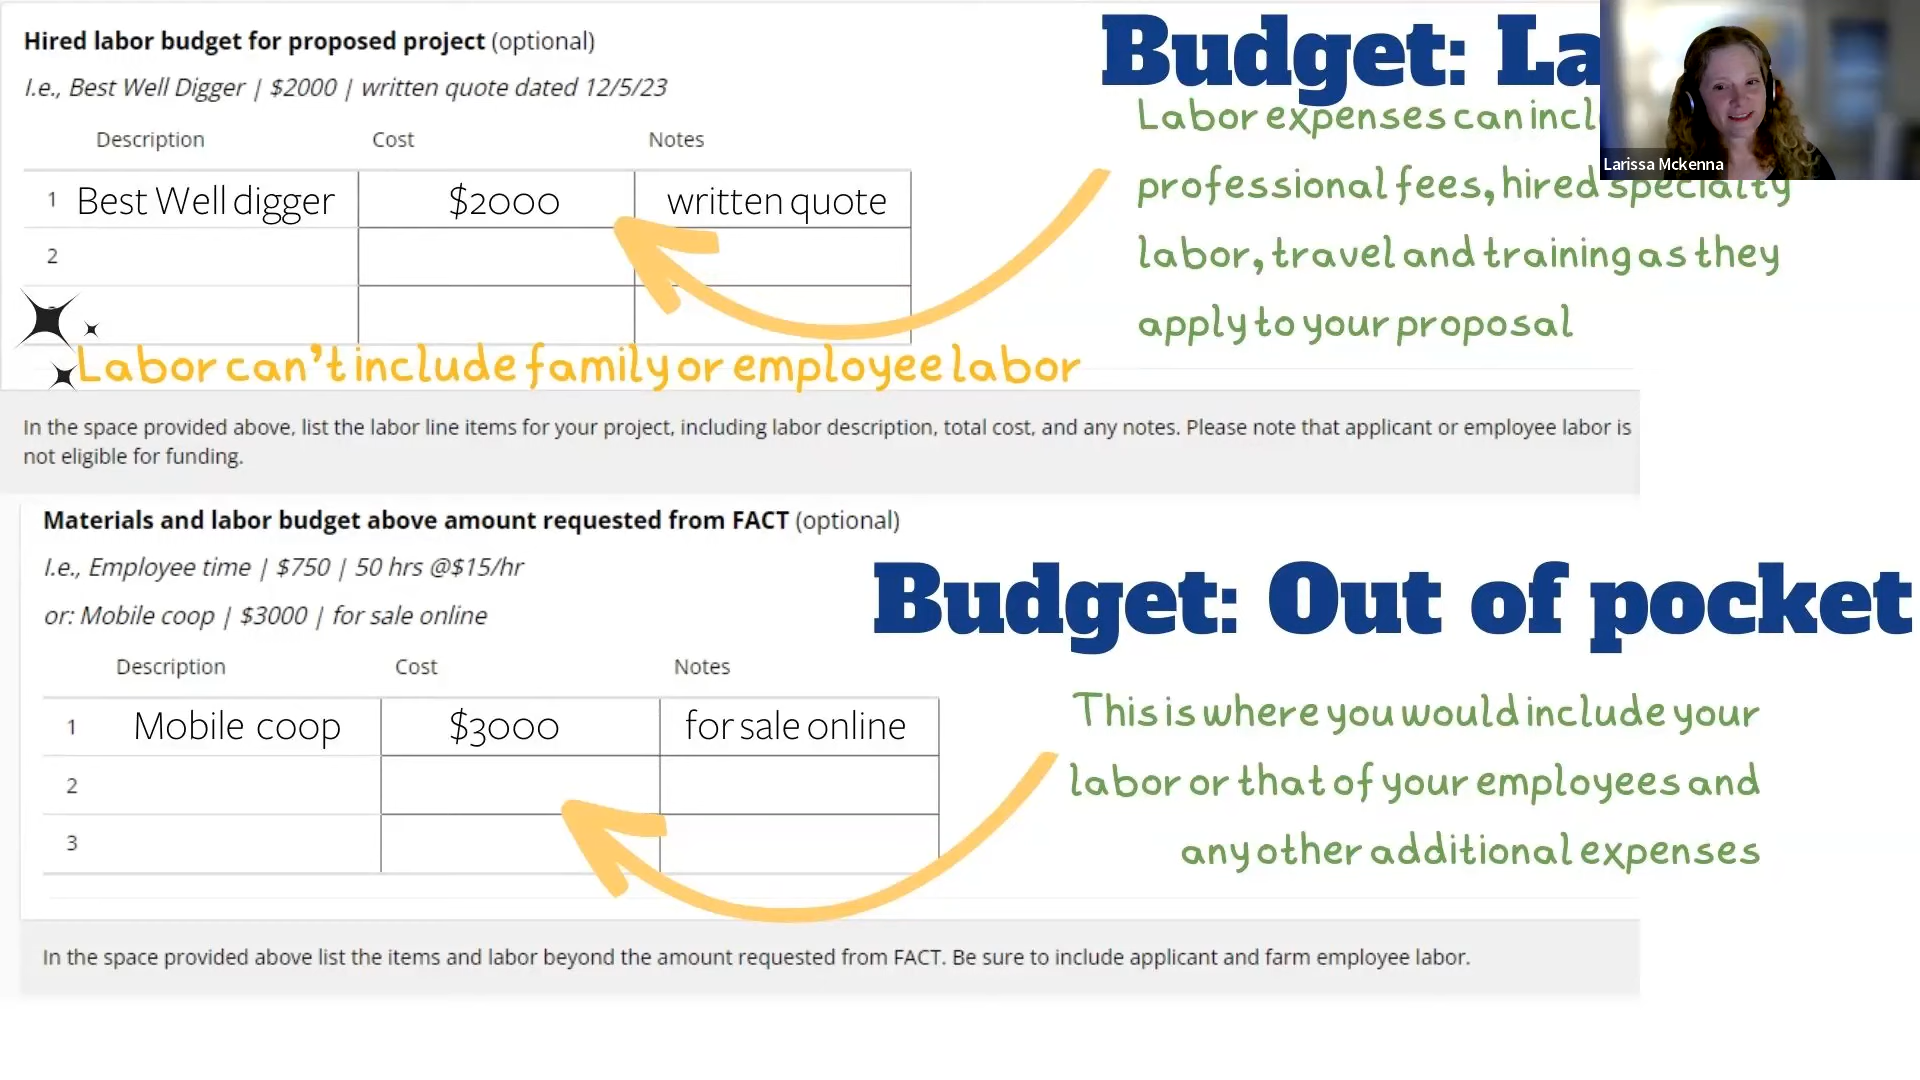 Hired labor budget for proposed project (optional)
I.e., Best Well Digger | $2000 | written quote dated 12/5/23
Description Cost Notes
1 Best Well digger $2000 written quote
2
Labor can't include family or employee labor
In the space provided above, list the labor line items for your project, including labor description, total cost, and any notes. Please note that applicant or employee labor is
not eligible for funding.
Budget: La
Labor expenses can incl
professional fees, hired specialty
labor, travel and training as they
apply to your proposal
Larissa Mckenna
Materials and labor budget above amount requested from FACT (optional)
I.e., Employee time | $750 | 50 hrs @$15/hr
or: Mobile coop | $3000 | for sale online
Description Cost Notes
1 Mobile coop $3000 for sale online
2
3
Budget: Out of pocket
This is where you would include your
labor or that of your employees and
any other additional expenses
In the space provided above list the items and labor beyond the amount requested from FACT. Be sure to include applicant and farm employee labor.